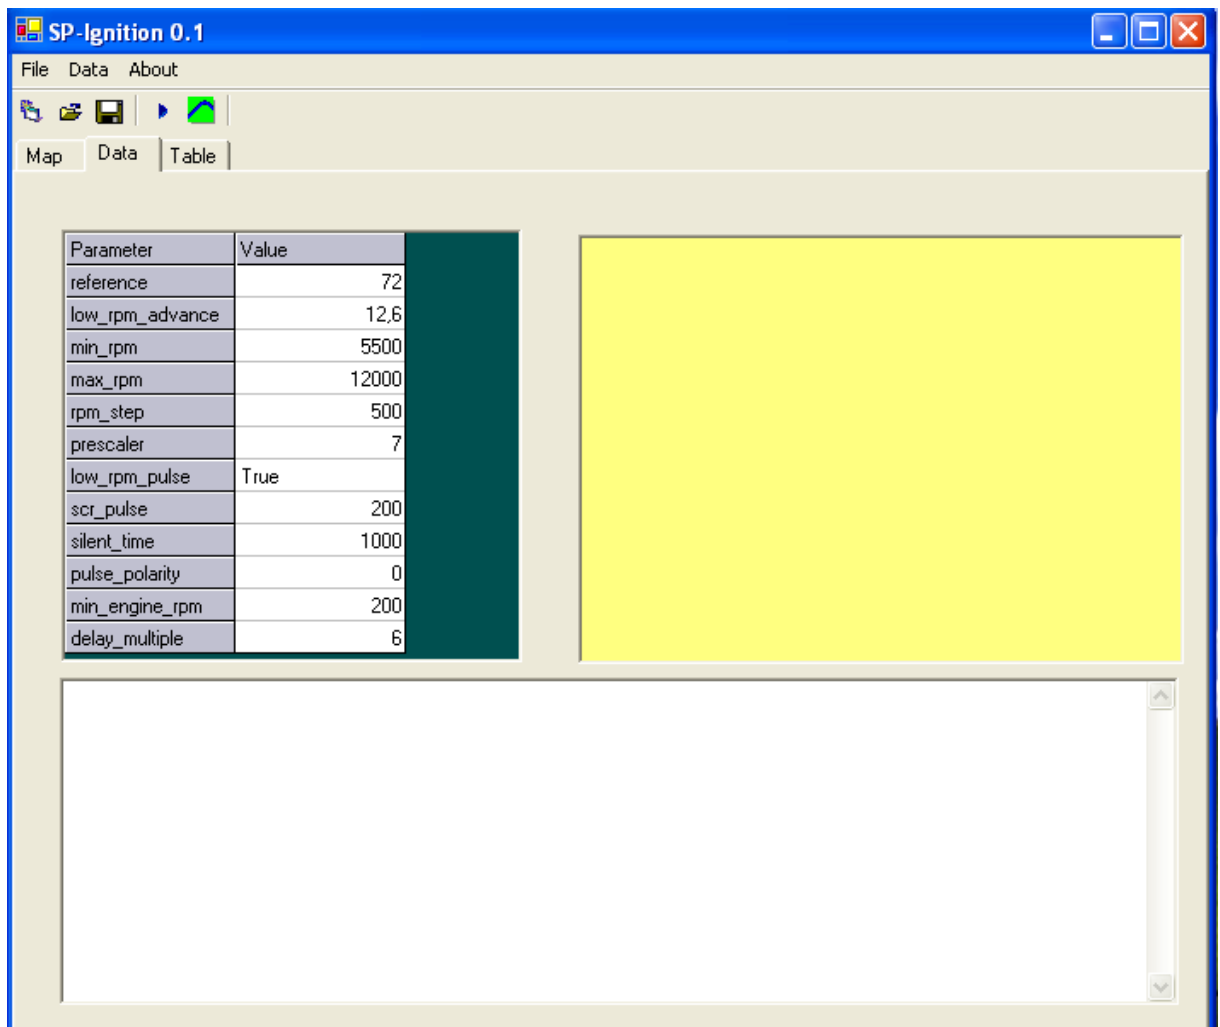 SP-Ignition 0.1
File Data About
Map Data Table
Parameter Value
reference 72
low_rpm_advance 12,6
min_rpm 5500
max_rpm 12000
rpm_step 500
prescaler 7
low_rpm_pulse True
scr_pulse 200
silent_time 1000
pulse_polarity 0
min_engine_rpm 200
delay_multiple 6